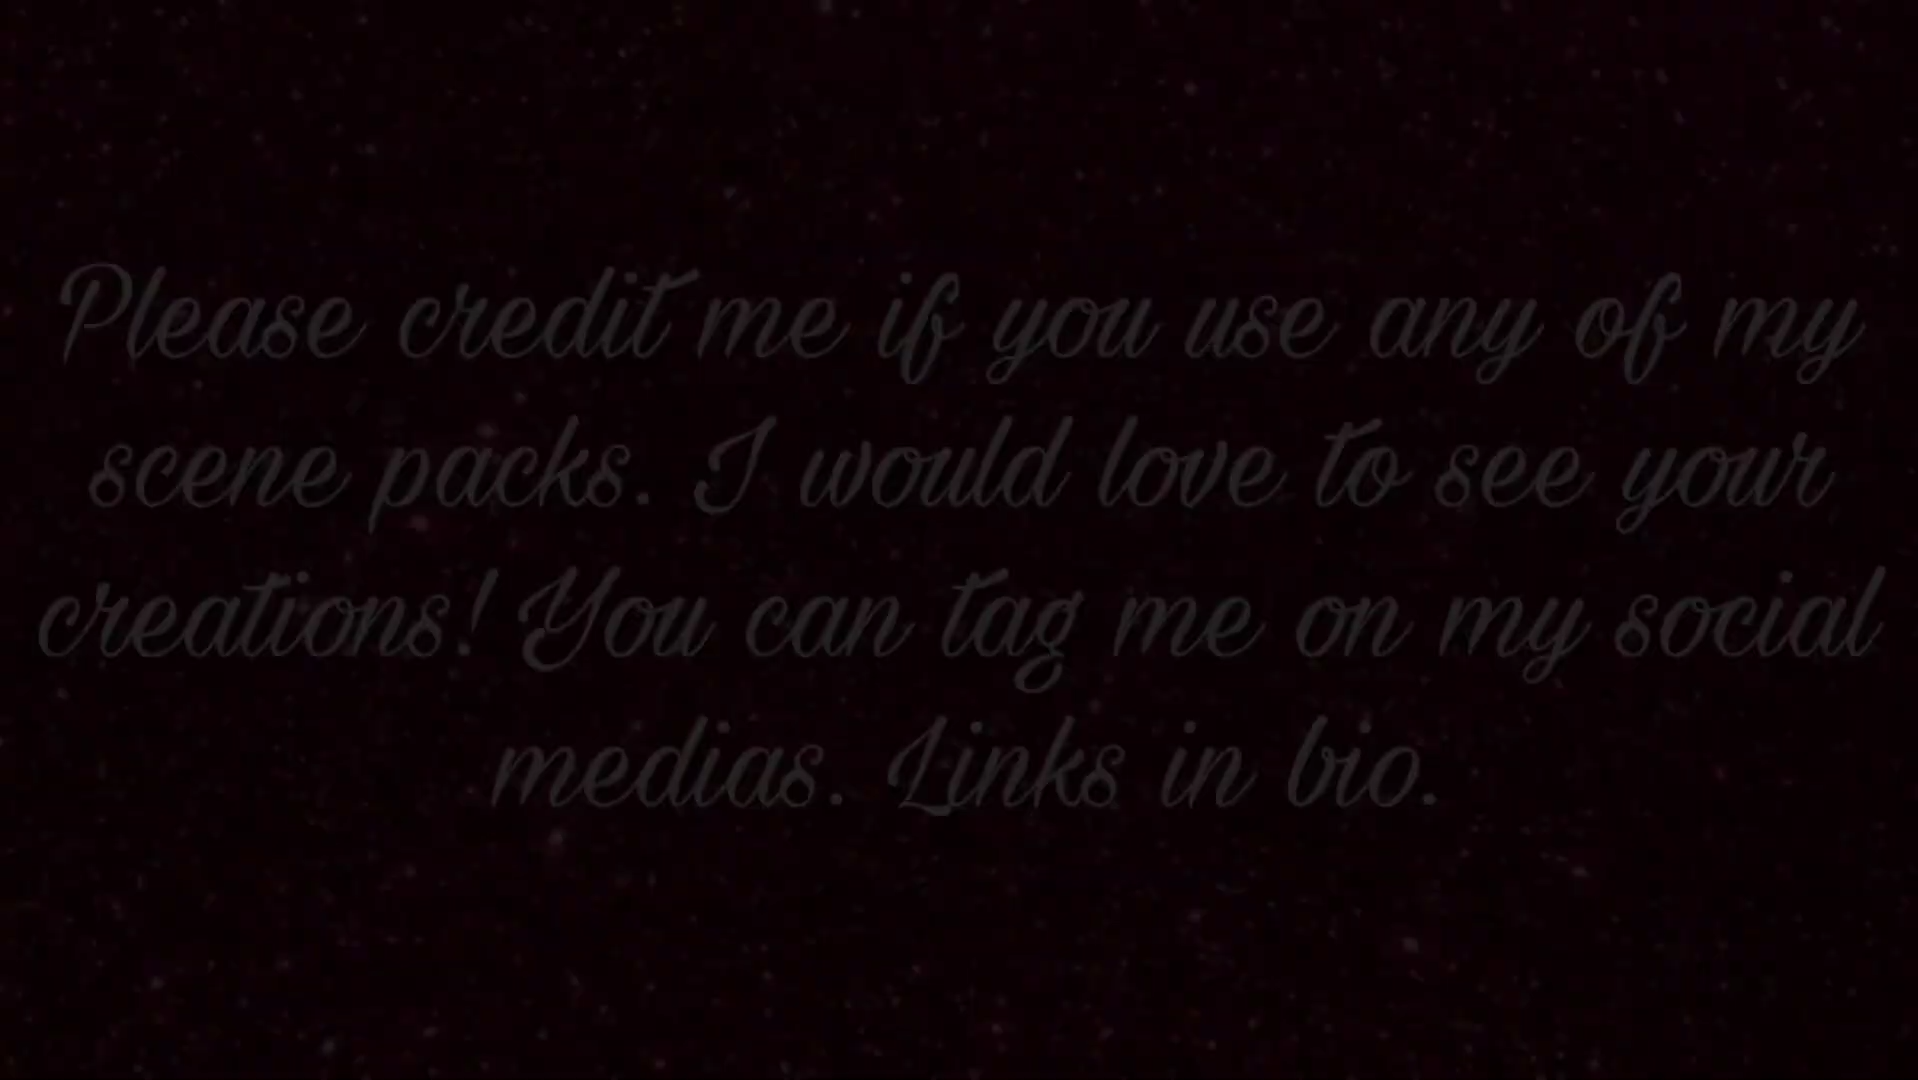 Please credit me if you use any of my
scene packs. I would love to see your
creations! You can tag me on my social
medias. Links in bio.